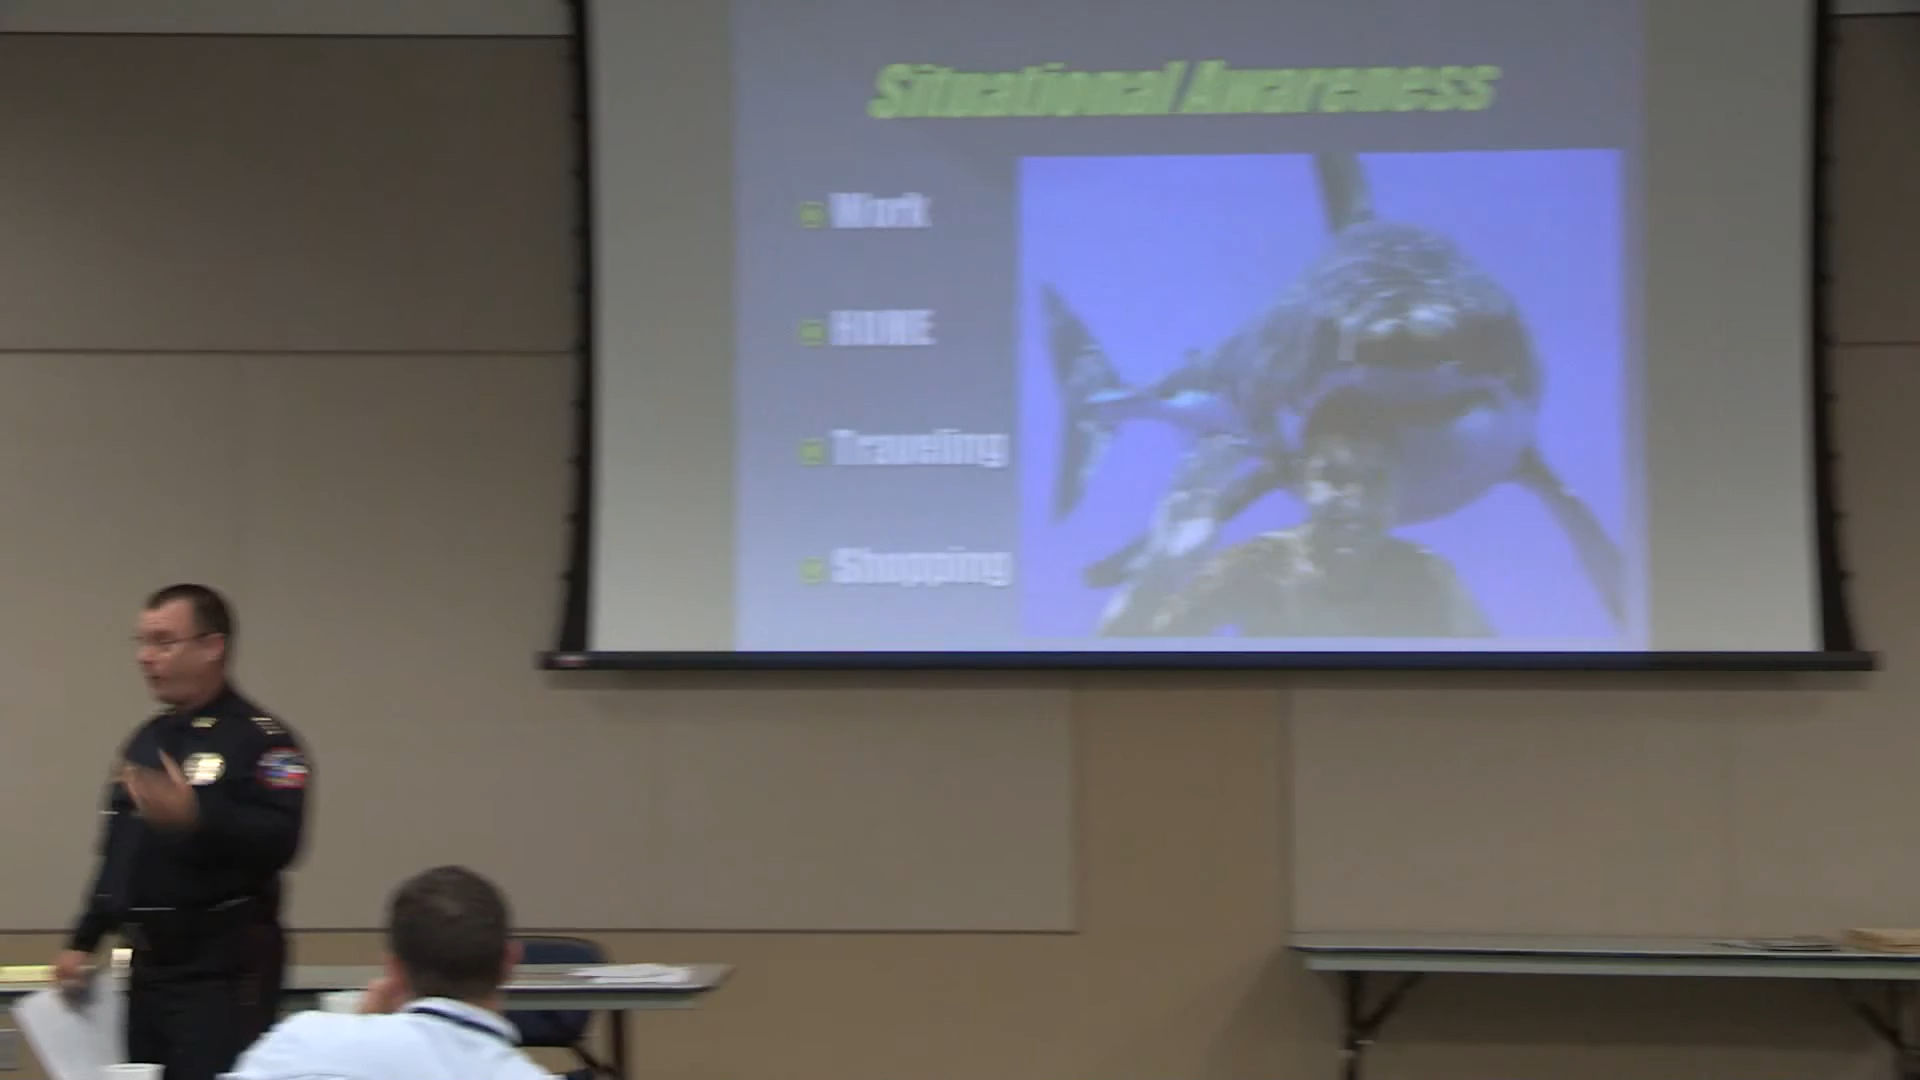 Situational Awareness
Work
HOME
Traveling
Shopping